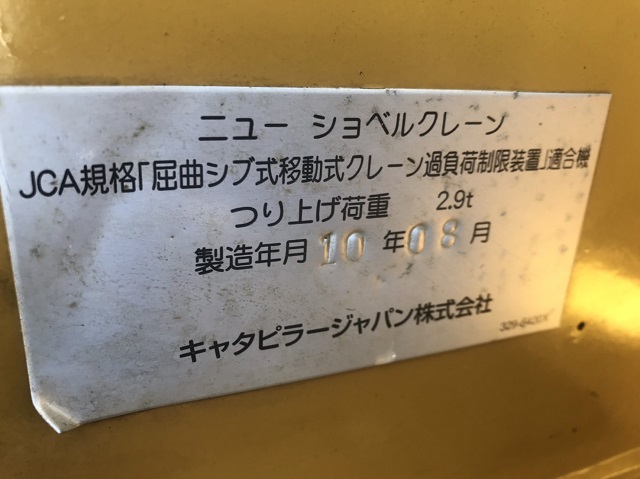 ニュー ショベルクレーン
JCA規格「屈曲ジブ式移動式クレーン過負荷制限装置」適合機
つり上げ荷重 2.9t
製造年月 10 年 08 月
キャタピラージャパン株式会社